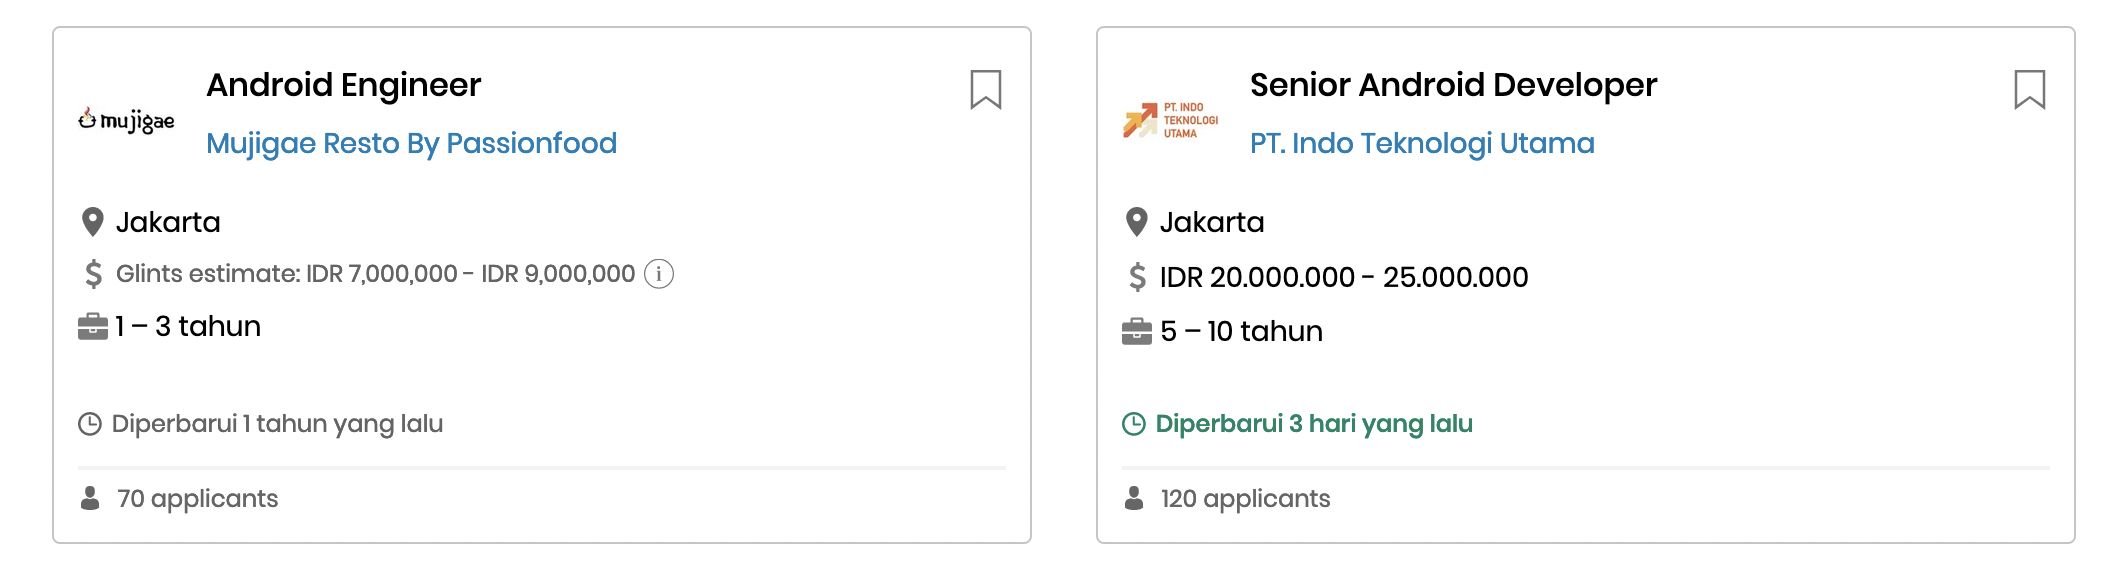 mujigae
Android Engineer
Mujigae Resto By Passionfood
Jakarta
Glints estimate: IDR 7,000,000 - IDR 9,000,000
1 – 3 tahun
Diperbarui 1 tahun yang lalu
70 applicants
PT. INDO
TEKNOLOGI
UTAMA
Senior Android Developer
PT. Indo Teknologi Utama
Jakarta
IDR 20.000.000 - 25.000.000
5 – 10 tahun
Diperbarui 3 hari yang lalu
120 applicants